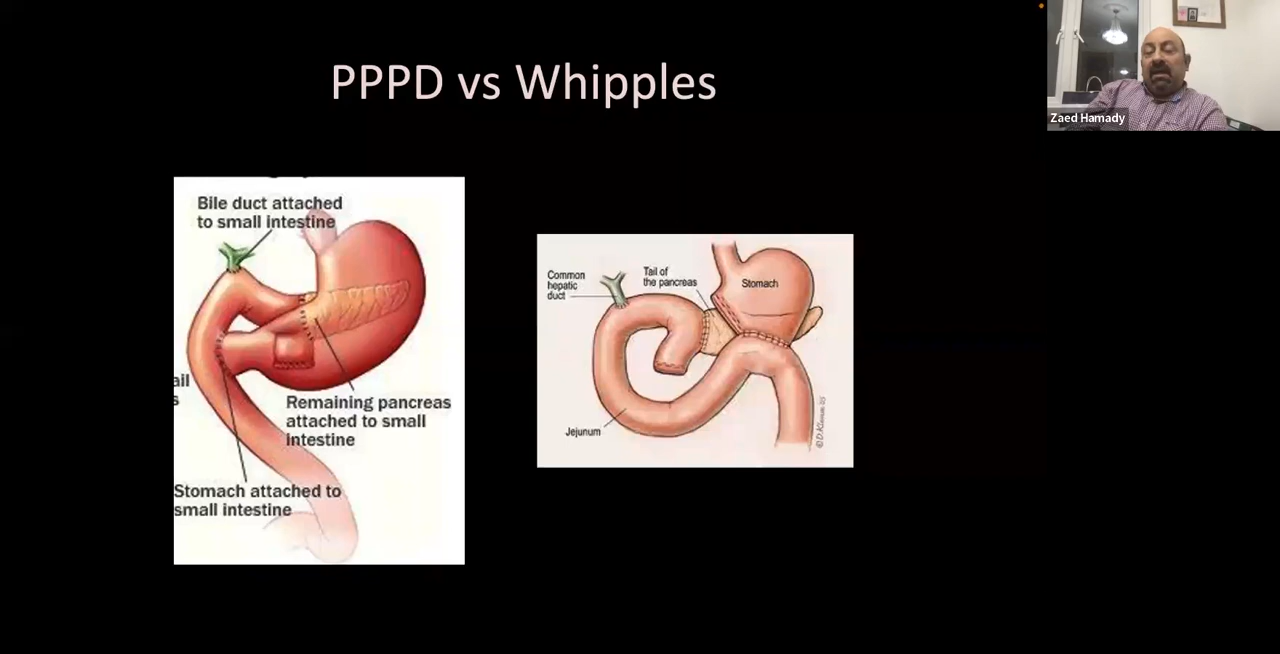 PPPD vs Whipples
Zaed Hamady
Bile duct attached
to small intestine
ail
s
Remaining pancreas
attached to small
intestine
Stomach attached to
small intestine
Common
hepatic
duct
Tail of
the pancreas
Stomach
Jejunum